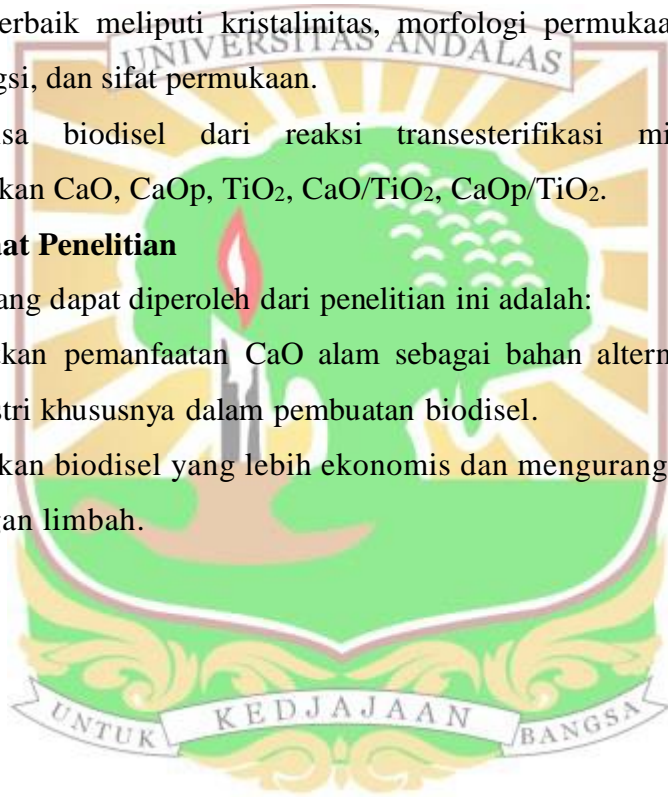 erbaik meliputi kristalinitas, morfologi permukaa
UNIVERSITAS ANDALAS
gsi, dan sifat permukaan.
sa biodisel dari reaksi transesterifikasi mi
kan CaO, CaOp, TiO₂, CaO/TiO₂, CaOp/TiO₂.
at Penelitian
ang dapat diperoleh dari penelitian ini adalah:
kan pemanfaatan CaO alam sebagai bahan altern
stri khususnya dalam pembuatan biodisel.
kan biodisel yang lebih ekonomis dan mengurang
gan limbah.
UNTUK KEDJAJAAN BANGSA